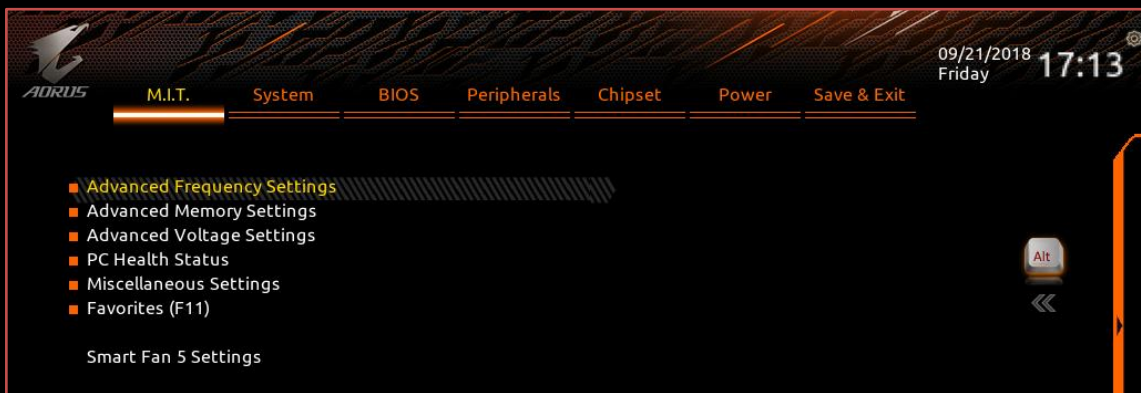 09/21/2018 17:13
Friday
AORUS
M.I.T. System BIOS Peripherals Chipset Power Save & Exit
Advanced Frequency Settings
Advanced Memory Settings
Advanced Voltage Settings
PC Health Status
Alt
Miscellaneous Settings
Favorites (F11)
Smart Fan 5 Settings